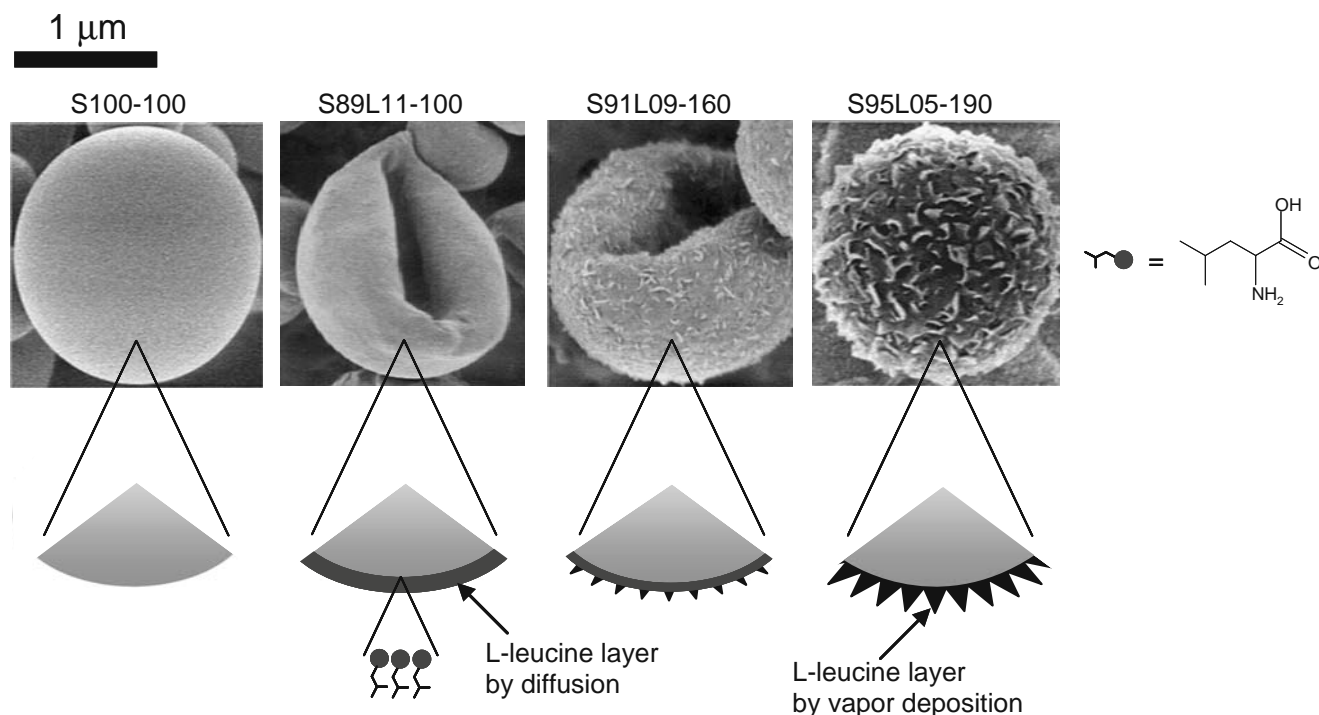 1 μm
S100-100
S89L11-100
S91L09-160
S95L05-190
=
OH
O
NH₂
L-leucine layer
by diffusion
L-leucine layer
by vapor deposition